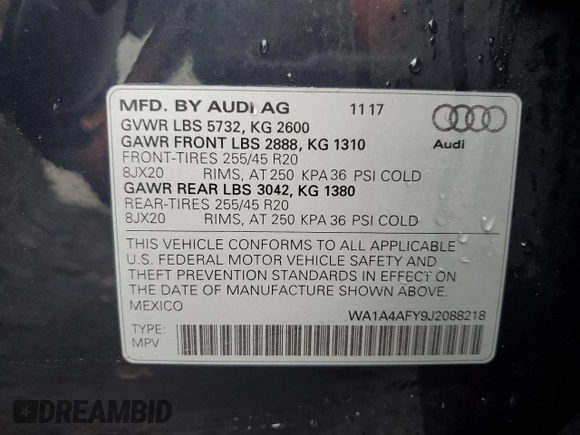 MFD. BY AUDI AG 11 17
GVWR LBS 5732, KG 2600
GAWR FRONT LBS 2888, KG 1310
FRONT-TIRES 255/45 R20
8JX20 RIMS, AT 250 KPA 36 PSI COLD
GAWR REAR LBS 3042, KG 1380
REAR-TIRES 255/45 R20
8JX20 RIMS, AT 250 KPA 36 PSI COLD
Audi
THIS VEHICLE CONFORMS TO ALL APPLICABLE
U.S. FEDERAL MOTOR VEHICLE SAFETY AND
THEFT PREVENTION STANDARDS IN EFFECT ON
THE DATE OF MANUFACTURE SHOWN ABOVE.
MEXICO WA1A4AFY9J2088218
TYPE:
MPV
DREAMBID